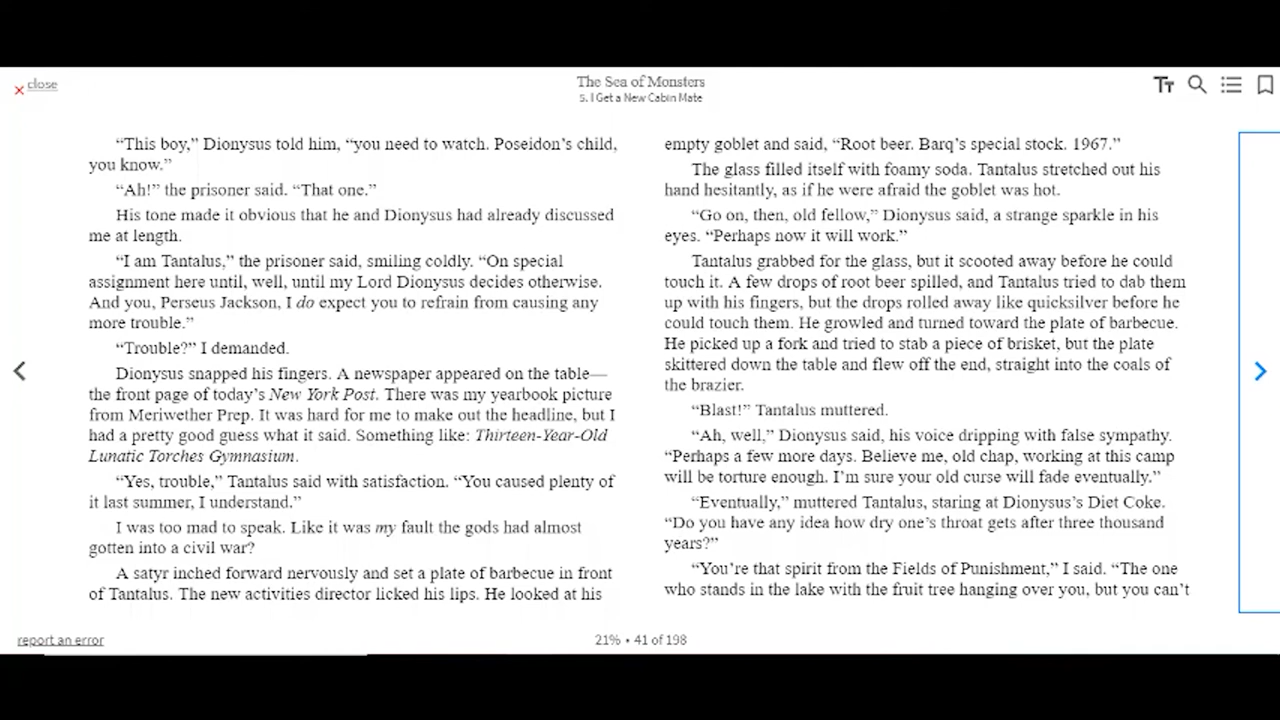 × close
The Sea of Monsters
5. I Get a New Cabin Mate
“This boy,” Dionysus told him, “you need to watch. Poseidon’s child,
you know.”
“Ah!” the prisoner said. “That one.”
His tone made it obvious that he and Dionysus had already discussed
me at length.
“I am Tantalus,” the prisoner said, smiling coldly. “On special
assignment here until, well, until my Lord Dionysus decides otherwise.
And you, Perseus Jackson, I do expect you to refrain from causing any
more trouble.”
“Trouble?” I demanded.
Dionysus snapped his fingers. A newspaper appeared on the table—
the front page of today’s New York Post. There was my yearbook picture
from Meriwether Prep. It was hard for me to make out the headline, but I
had a pretty good guess what it said. Something like: Thirteen-Year-Old
Lunatic Torches Gymnasium.
“Yes, trouble,” Tantalus said with satisfaction. “You caused plenty of
it last summer, I understand.”
I was too mad to speak. Like it was my fault the gods had almost
gotten into a civil war?
A satyr inched forward nervously and set a plate of barbecue in front
of Tantalus. The new activities director licked his lips. He looked at his
empty goblet and said, “Root beer. Barq’s special stock. 1967.”
The glass filled itself with foamy soda. Tantalus stretched out his
hand hesitantly, as if he were afraid the goblet was hot.
“Go on, then, old fellow,” Dionysus said, a strange sparkle in his
eyes. “Perhaps now it will work.”
Tantalus grabbed for the glass, but it scooted away before he could
touch it. A few drops of root beer spilled, and Tantalus tried to dab them
up with his fingers, but the drops rolled away like quicksilver before he
could touch them. He growled and turned toward the plate of barbecue.
He picked up a fork and tried to stab a piece of brisket, but the plate
skittered down the table and flew off the end, straight into the coals of
the brazier.
“Blast!” Tantalus muttered.
“Ah, well,” Dionysus said, his voice dripping with false sympathy.
“Perhaps a few more days. Believe me, old chap, working at this camp
will be torture enough. I’m sure your old curse will fade eventually.”
“Eventually,” muttered Tantalus, staring at Dionysus’s Diet Coke.
“Do you have any idea how dry one’s throat gets after three thousand
years?”
“You’re that spirit from the Fields of Punishment,” I said. “The one
who stands in the lake with the fruit tree hanging over you, but you can’t
report an error
21% • 41 of 198